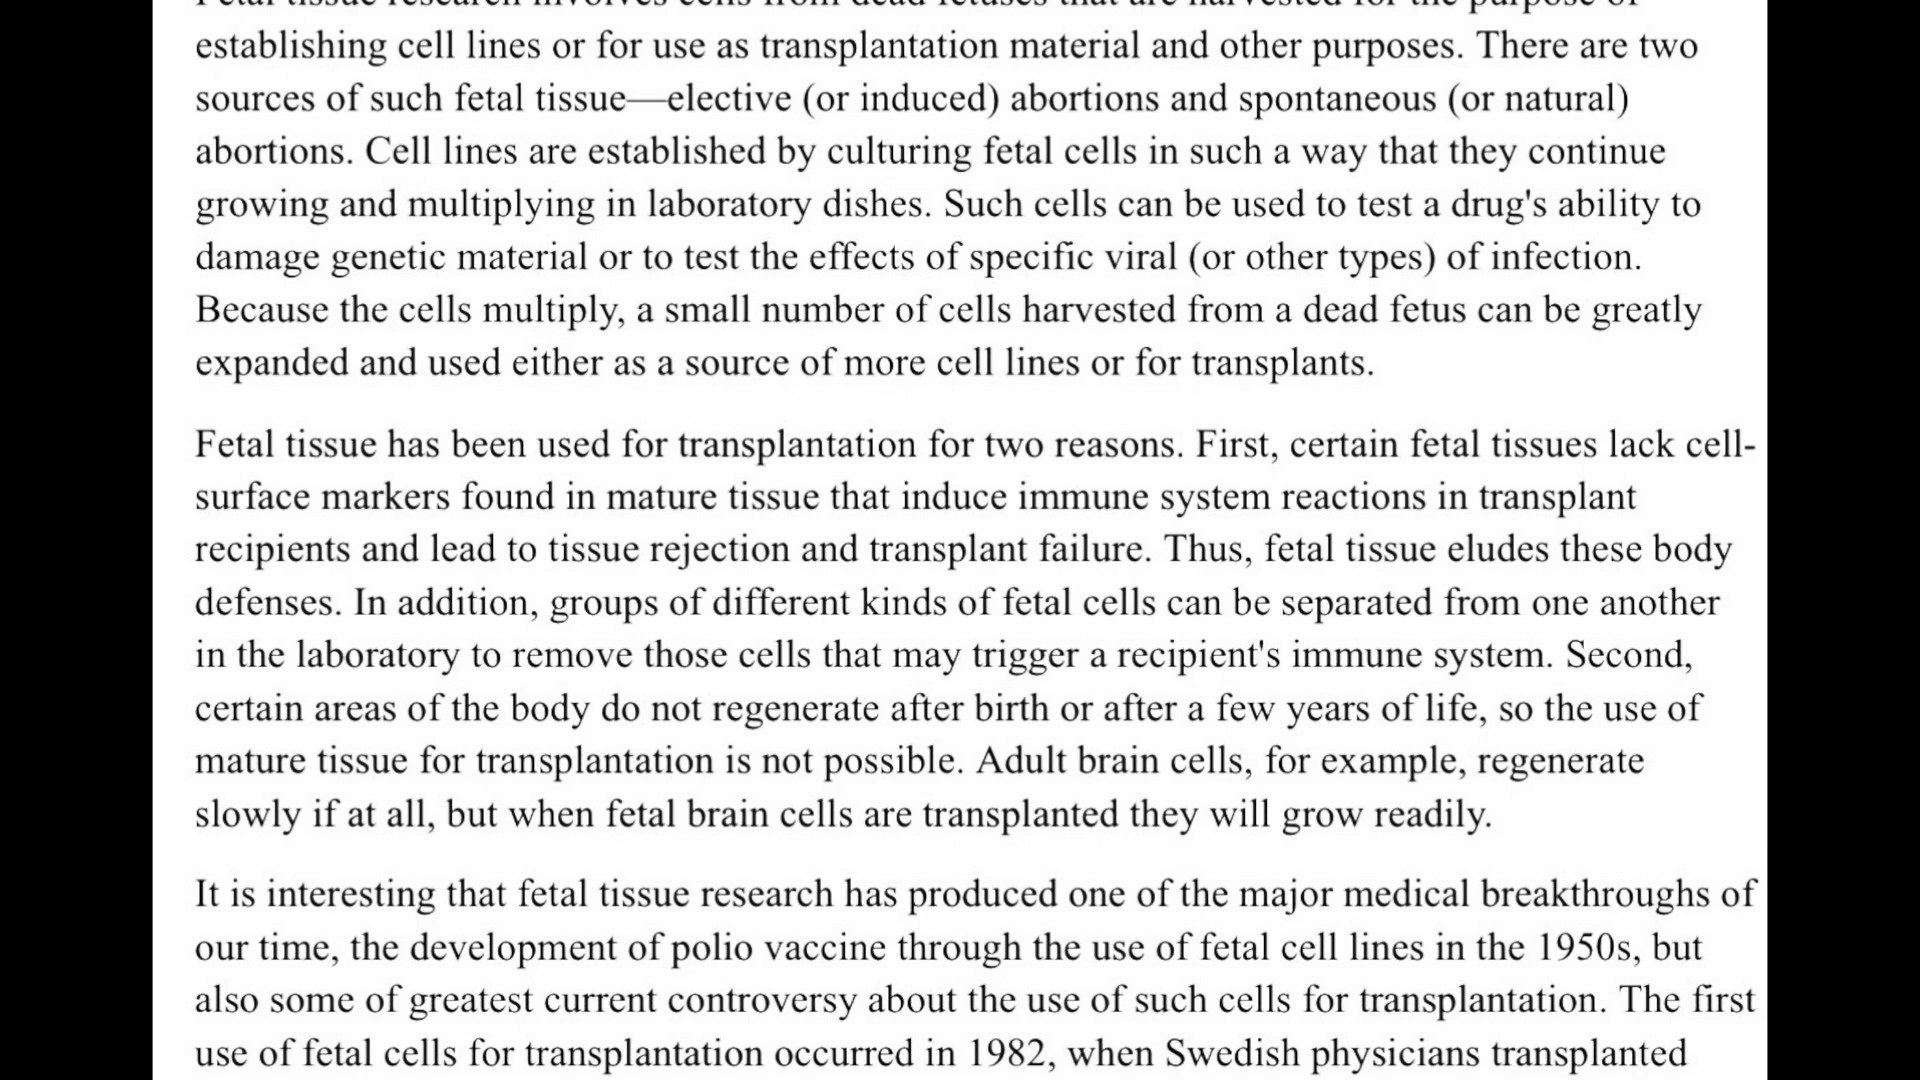 Fetal tissue research involves cells from dead fetuses that are harvested for the purpose of
establishing cell lines or for use as transplantation material and other purposes. There are two
sources of such fetal tissue—elective (or induced) abortions and spontaneous (or natural)
abortions. Cell lines are established by culturing fetal cells in such a way that they continue
growing and multiplying in laboratory dishes. Such cells can be used to test a drug's ability to
damage genetic material or to test the effects of specific viral (or other types) of infection.
Because the cells multiply, a small number of cells harvested from a dead fetus can be greatly
expanded and used either as a source of more cell lines or for transplants.
Fetal tissue has been used for transplantation for two reasons. First, certain fetal tissues lack cell-
surface markers found in mature tissue that induce immune system reactions in transplant
recipients and lead to tissue rejection and transplant failure. Thus, fetal tissue eludes these body
defenses. In addition, groups of different kinds of fetal cells can be separated from one another
in the laboratory to remove those cells that may trigger a recipient's immune system. Second,
certain areas of the body do not regenerate after birth or after a few years of life, so the use of
mature tissue for transplantation is not possible. Adult brain cells, for example, regenerate
slowly if at all, but when fetal brain cells are transplanted they will grow readily.
It is interesting that fetal tissue research has produced one of the major medical breakthroughs of
our time, the development of polio vaccine through the use of fetal cell lines in the 1950s, but
also some of greatest current controversy about the use of such cells for transplantation. The first
use of fetal cells for transplantation occurred in 1982, when Swedish physicians transplanted